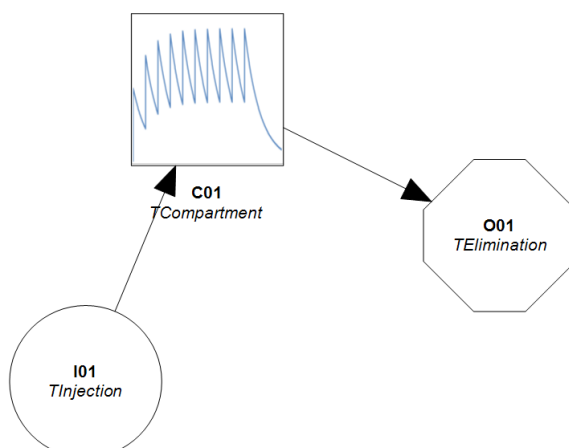 C01
TCompartment
O01
TElimination
I01
TInjection